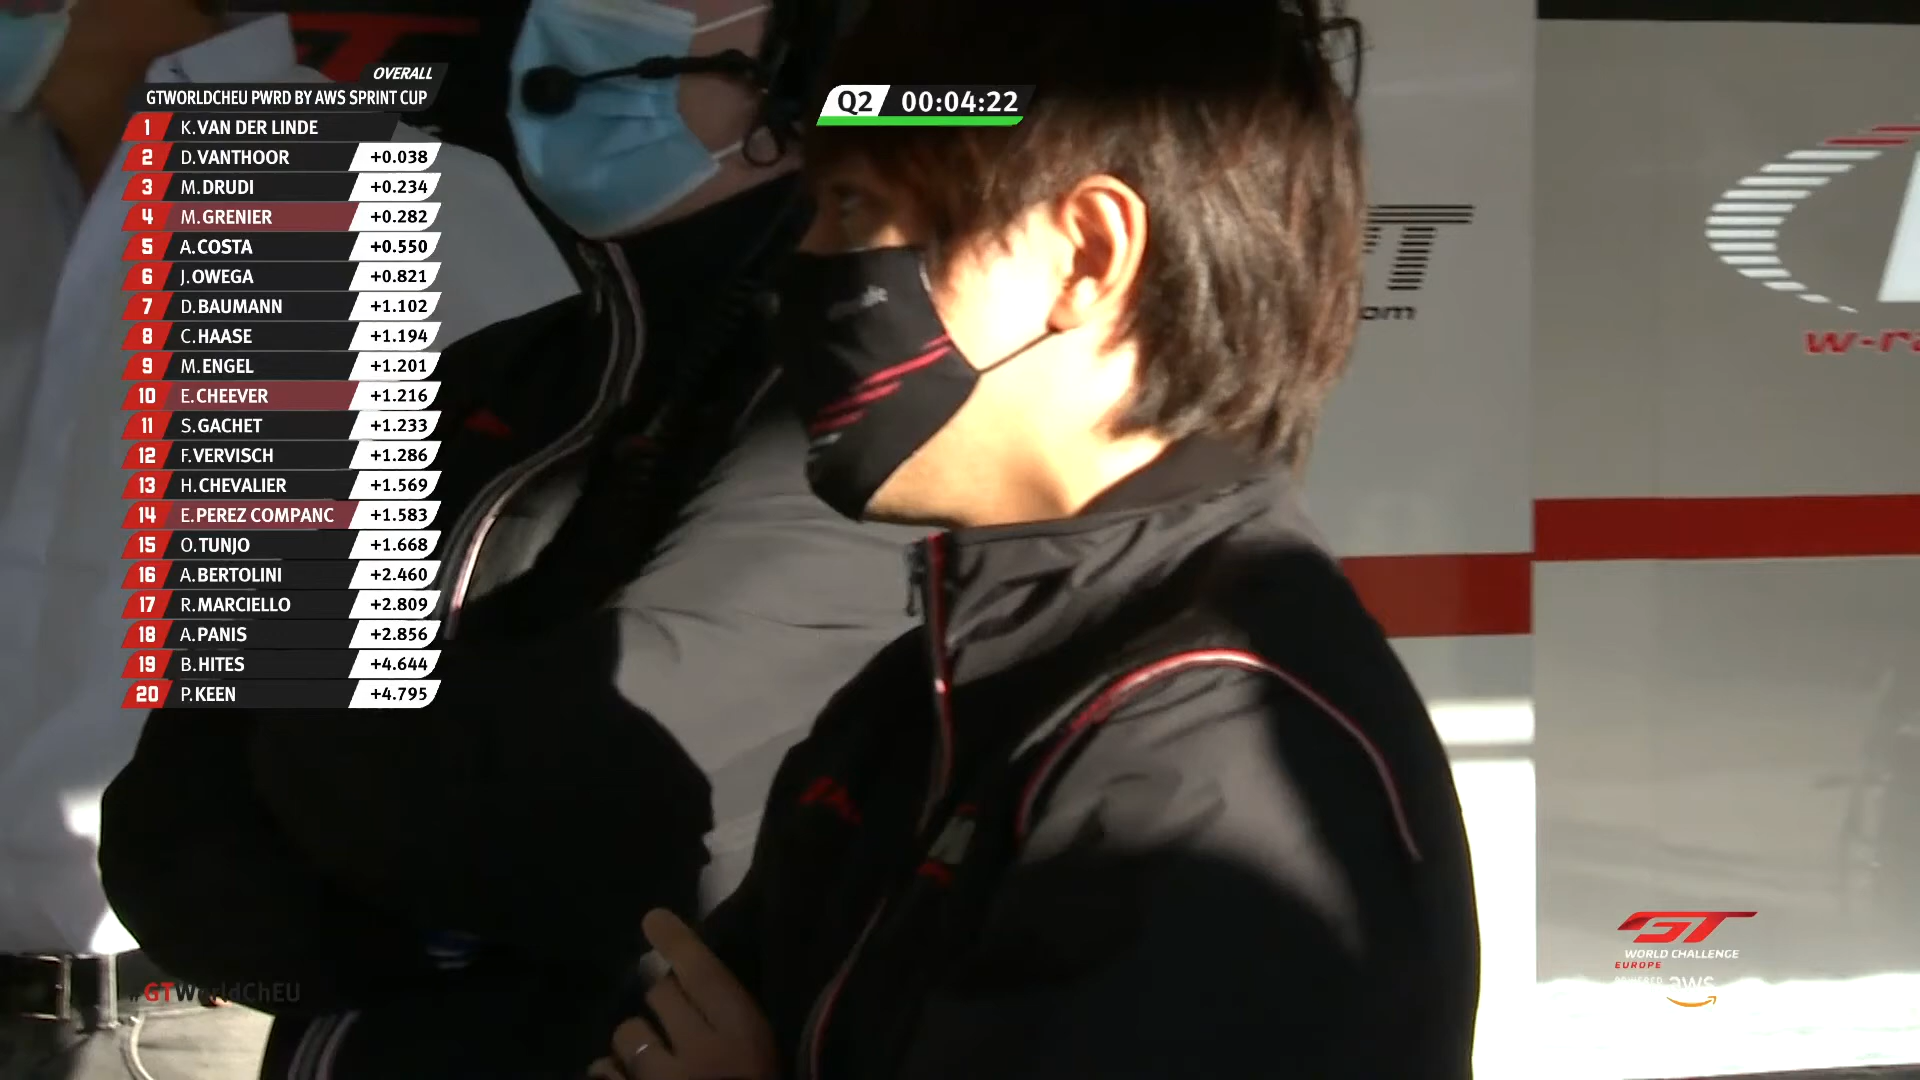 OVERALL
GTWORLDCHEU PWRD BY AWS SPRINT CUP
1 K.VAN DER LINDE
2 D.VANTHOOR +0.038
3 M.DRUDI +0.234
4 M.GRENIER +0.282
5 A.COSTA +0.550
6 J.OWEGA +0.821
7 D.BAUMANN +1.102
8 C.HAASE +1.194
9 M.ENGEL +1.201
10 E.CHEEVER +1.216
11 S.GACHET +1.233
12 F.VERVISCH +1.286
13 H.CHEVALIER +1.569
14 E.PEREZ COMPANC +1.583
15 O.TUNJO +1.668
16 A.BERTOLINI +2.460
17 R.MARCIELLO +2.809
18 A.PANIS +2.856
19 B.HITES +4.644
20 P.KEEN +4.795
Q2 00:04:22
#GTWorldChEU
GT
WORLD CHALLENGE
EUROPE
POWERED
aws